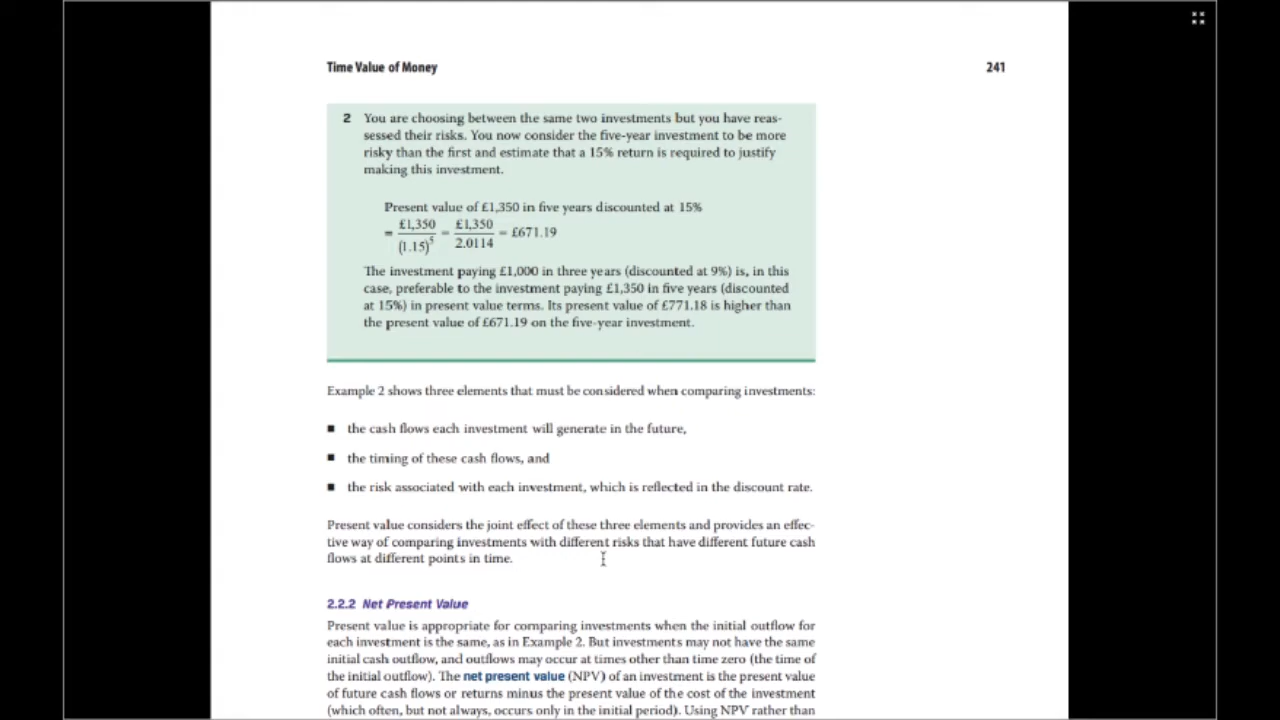 Time Value of Money 241
2 You are choosing between the same two investments but you have reas-
sessed their risks. You now consider the five-year investment to be more
risky than the first and estimate that a 15% return is required to justify
making this investment.
Present value of £1,350 in five years discounted at 15%
= £1,350/(1.15)^5 = £1,350/2.0114 = £671.19
The investment paying £1,000 in three years (discounted at 9%) is, in this
case, preferable to the investment paying £1,350 in five years (discounted
at 15%) in present value terms. Its present value of £771.18 is higher than
the present value of £671.19 on the five-year investment.
Example 2 shows three elements that must be considered when comparing investments:
■ the cash flows each investment will generate in the future,
■ the timing of these cash flows, and
■ the risk associated with each investment, which is reflected in the discount rate.
Present value considers the joint effect of these three elements and provides an effec-
tive way of comparing investments with different risks that have different future cash
flows at different points in time.
2.2.2 Net Present Value
Present value is appropriate for comparing investments when the initial outflow for
each investment is the same, as in Example 2. But investments may not have the same
initial cash outflow, and outflows may occur at times other than time zero (the time of
the initial outflow). The net present value (NPV) of an investment is the present value
of future cash flows or returns minus the present value of the cost of the investment
(which often, but not always, occurs only in the initial period). Using NPV rather than